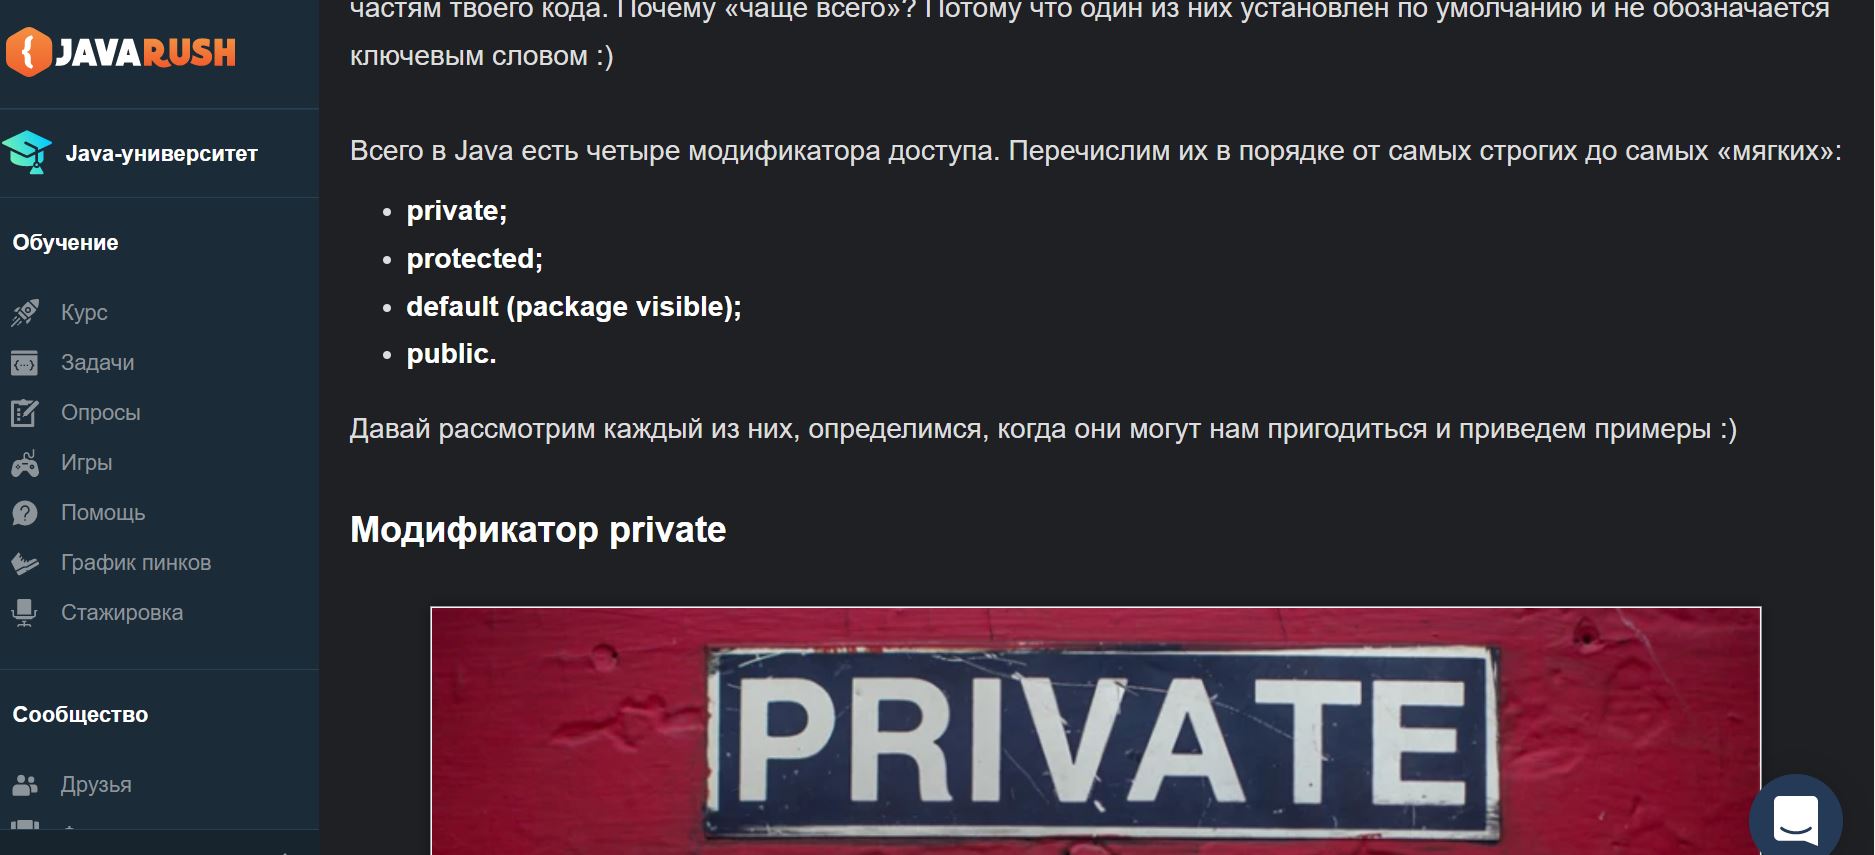 JAVARUSH
Java-университет
Обучение
Курс
Задачи
Опросы
Игры
Помощь
График пинков
Стажировка
Сообщество
Друзья
частям твоего кода. Почему «чаще всего»? Потому что один из них установлен по умолчанию и не обозначается
ключевым словом :)
Всего в Java есть четыре модификатора доступа. Перечислим их в порядке от самых строгих до самых «мягких»:
private;
protected;
default (package visible);
public.
Давай рассмотрим каждый из них, определимся, когда они могут нам пригодиться и приведем примеры :)
Модификатор private
PRIVATE